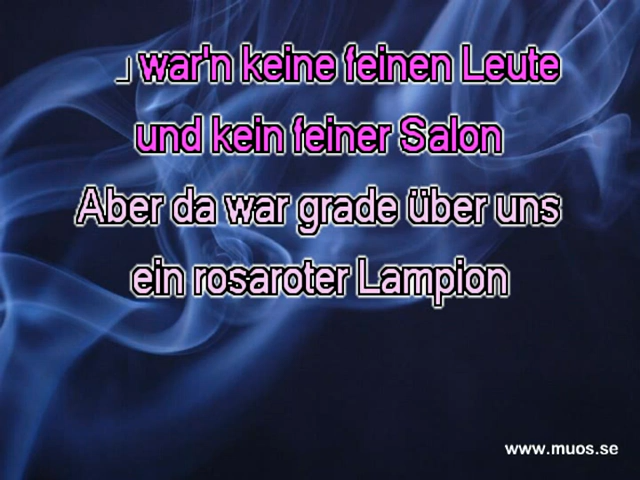 war'n keine feinen Leute
und kein feiner Salon
Aber da war grade über uns
ein rosaroter Lampion
www.muos.se